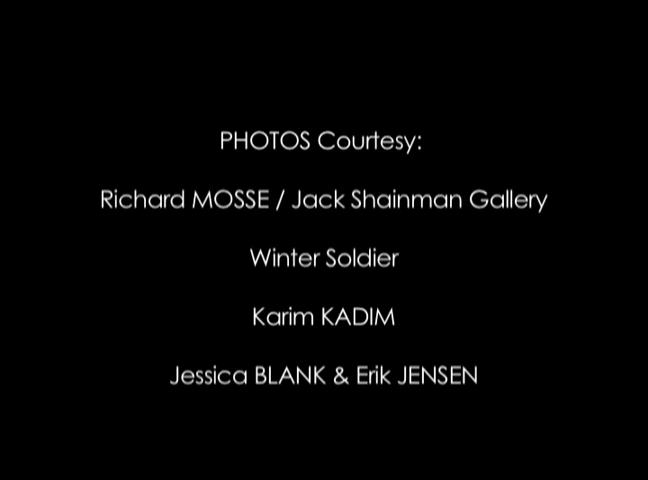 PHOTOS Courtesy:
Richard MOSSE / Jack Shainman Gallery
Winter Soldier
Karim KADIM
Jessica BLANK & Erik JENSEN